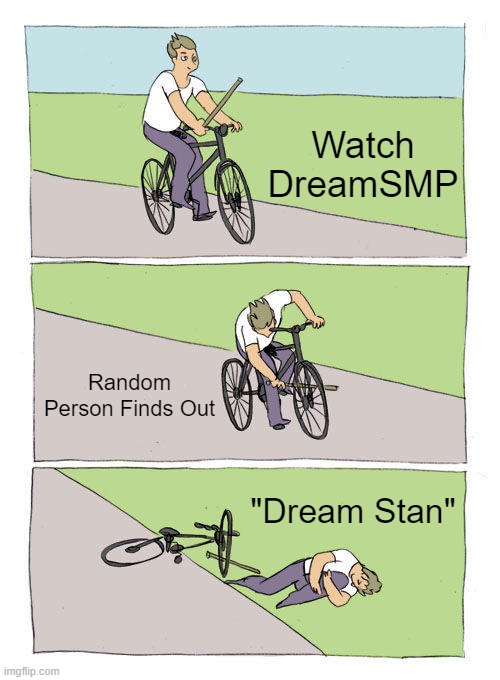 Watch
DreamSMP
Random
Person Finds Out
"Dream Stan"
imgflip.com